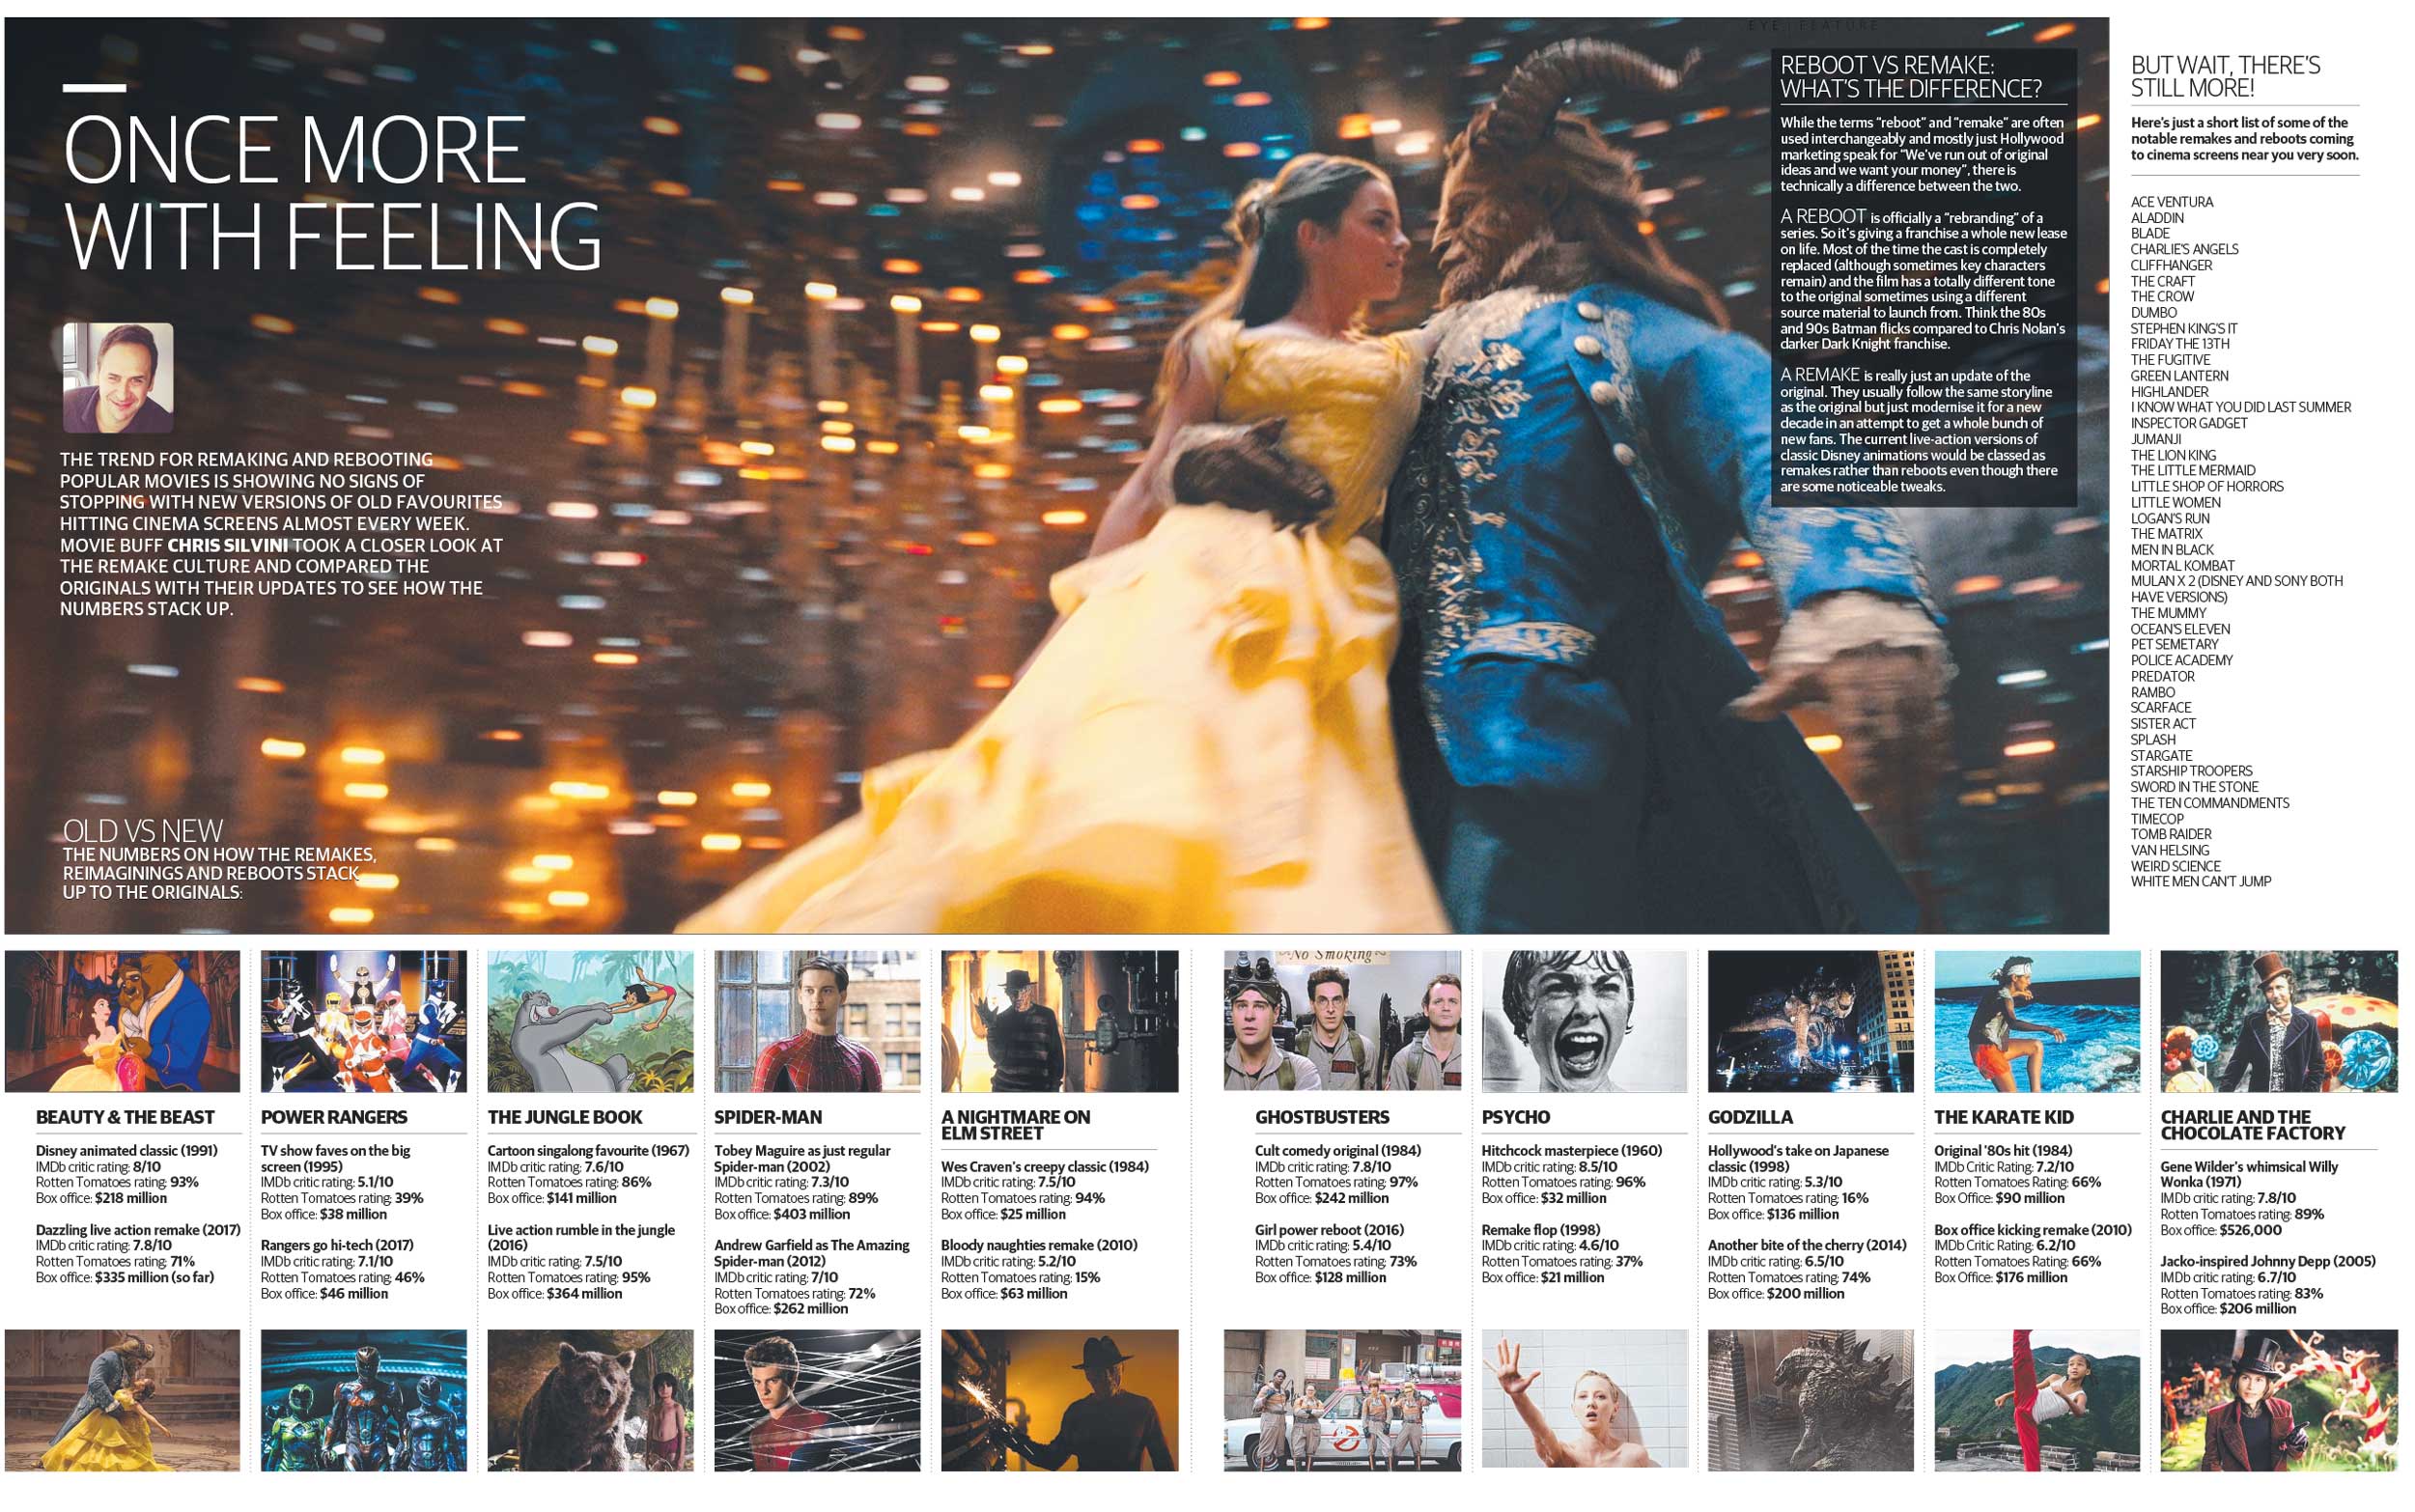 EYE | FEATURE
ONCE MORE
WITH FEELING
THE TREND FOR REMAKING AND REBOOTING
POPULAR MOVIES IS SHOWING NO SIGNS OF
STOPPING WITH NEW VERSIONS OF OLD FAVOURITES
HITTING CINEMA SCREENS ALMOST EVERY WEEK.
MOVIE BUFF CHRIS SILVINI TOOK A CLOSER LOOK AT
THE REMAKE CULTURE AND COMPARED THE
ORIGINALS WITH THEIR UPDATES TO SEE HOW THE
NUMBERS STACK UP.
REBOOT VS REMAKE:
WHAT'S THE DIFFERENCE?
While the terms "reboot" and "remake" are often
used interchangeably and mostly just Hollywood
marketing speak for "We've run out of original
ideas and we want your money", there is
technically a difference between the two.
A REBOOT is officially a "rebranding" of a
series. So it's giving a franchise a whole new lease
on life. Most of the time the cast is completely
replaced (although sometimes key characters
remain) and the film has a totally different tone
to the original sometimes using a different
source material to launch from. Think the 80s
and 90s Batman flicks compared to Chris Nolan's
darker Dark Knight franchise.
A REMAKE is really just an update of the
original. They usually follow the same storyline
as the original but just modernise it for a new
decade in an attempt to get a whole bunch of
new fans. The current live-action versions of
classic Disney animations would be classed as
remakes rather than reboots even though there
are some noticeable tweaks.
BUT WAIT, THERE'S
STILL MORE!
Here's just a short list of some of the
notable remakes and reboots coming
to cinema screens near you very soon.
ACE VENTURA
ALADDIN
BLADE
CHARLIE'S ANGELS
CLIFFHANGER
THE CRAFT
THE CROW
DUMBO
STEPHEN KING'S IT
FRIDAY THE 13TH
THE FUGITIVE
GREEN LANTERN
HIGHLANDER
I KNOW WHAT YOU DID LAST SUMMER
INSPECTOR GADGET
JUMANJI
THE LION KING
THE LITTLE MERMAID
LITTLE SHOP OF HORRORS
LITTLE WOMEN
LOGAN'S RUN
THE MATRIX
MEN IN BLACK
MORTAL KOMBAT
MULAN X 2 (DISNEY AND SONY BOTH
HAVE VERSIONS)
THE MUMMY
OCEAN'S ELEVEN
PET SEMETARY
POLICE ACADEMY
PREDATOR
RAMBO
SCARFACE
SISTER ACT
SPLASH
STARGATE
STARSHIP TROOPERS
SWORD IN THE STONE
THE TEN COMMANDMENTS
TIMECOP
TOMB RAIDER
VAN HELSING
WEIRD SCIENCE
WHITE MEN CAN'T JUMP
OLD VS NEW
THE NUMBERS ON HOW THE REMAKES,
REIMAGININGS AND REBOOTS STACK
UP TO THE ORIGINALS:
BEAUTY & THE BEAST
Disney animated classic (1991)
IMDb critic rating: 8/10
Rotten Tomatoes rating: 93%
Box office: $218 million
Dazzling live action remake (2017)
IMDb critic rating: 7.8/10
Rotten Tomatoes rating: 71%
Box office: $335 million (so far)
POWER RANGERS
TV show faves on the big
screen (1995)
IMDb critic rating: 5.1/10
Rotten Tomatoes rating: 39%
Box office: $38 million
Rangers go hi-tech (2017)
IMDb critic rating: 7.1/10
Rotten Tomatoes rating: 46%
Box office: $46 million
THE JUNGLE BOOK
Cartoon singalong favourite (1967)
IMDb critic rating: 7.6/10
Rotten Tomatoes rating: 86%
Box office: $141 million
Live action rumble in the jungle
(2016)
IMDb critic rating: 7.5/10
Rotten Tomatoes rating: 95%
Box office: $364 million
SPIDER-MAN
Tobey Maguire as just regular
Spider-man (2002)
IMDb critic rating: 7.3/10
Rotten Tomatoes rating: 89%
Box office: $403 million
Andrew Garfield as The Amazing
Spider-man (2012)
IMDb critic rating: 7/10
Rotten Tomatoes rating: 72%
Box office: $262 million
A NIGHTMARE ON
ELM STREET
Wes Craven's creepy classic (1984)
IMDb critic rating: 7.5/10
Rotten Tomatoes rating: 94%
Box office: $25 million
Bloody naughties remake (2010)
IMDb critic rating: 5.2/10
Rotten Tomatoes rating: 15%
Box office: $63 million
No Smoking
GHOSTBUSTERS
Cult comedy original (1984)
IMDb critic rating: 7.8/10
Rotten Tomatoes rating: 97%
Box office: $242 million
Girl power reboot (2016)
IMDb critic rating: 5.4/10
Rotten Tomatoes rating: 73%
Box office: $128 million
PSYCHO
Hitchcock masterpiece (1960)
IMDb critic rating: 8.5/10
Rotten Tomatoes rating: 96%
Box office: $32 million
Remake flop (1998)
IMDb critic rating: 4.6/10
Rotten Tomatoes rating: 37%
Box office: $21 million
GODZILLA
Hollywood's take on Japanese
classic (1998)
IMDb critic rating: 5.3/10
Rotten Tomatoes rating: 16%
Box office: $136 million
Another bite of the cherry (2014)
IMDb critic rating: 6.5/10
Rotten Tomatoes rating: 74%
Box office: $200 million
THE KARATE KID
Original '80s hit (1984)
IMDb Critic Rating: 7.2/10
Rotten Tomatoes Rating: 66%
Box Office: $90 million
Box office kicking remake (2010)
IMDb Critic Rating: 6.2/10
Rotten Tomatoes Rating: 66%
Box Office: $176 million
CHARLIE AND THE
CHOCOLATE FACTORY
Gene Wilder's whimsical Willy
Wonka (1971)
IMDb critic rating: 7.8/10
Rotten Tomatoes rating: 89%
Box office: $526,000
Jacko-inspired Johnny Depp (2005)
IMDb critic rating: 6.7/10
Rotten Tomatoes rating: 83%
Box office: $206 million